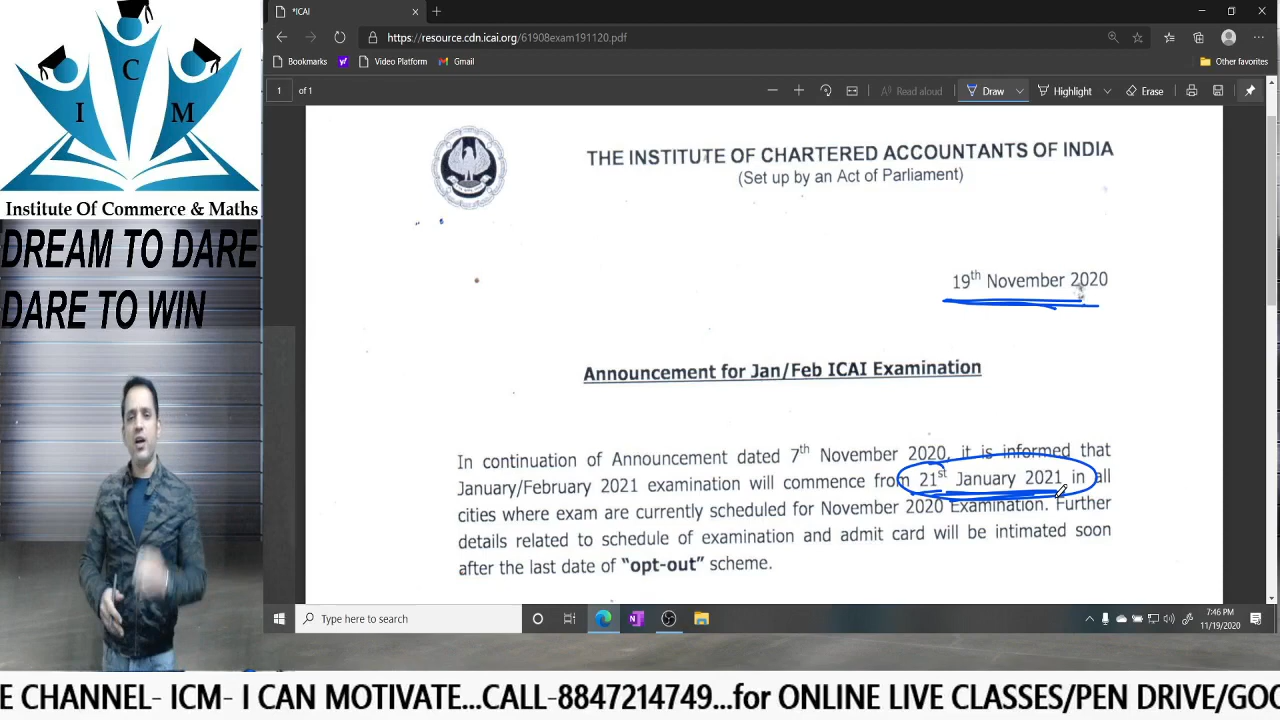 *ICAI
https://resource.cdn.icai.org/61908exam191120.pdf
Bookmarks Video Platform Gmail Other favorites
1 of 1 Read aloud Draw Highlight Erase
C
I M
Institute Of Commerce & Maths
DREAM TO DARE
DARE TO WIN
THE INSTITUTE OF CHARTERED ACCOUNTANTS OF INDIA
(Set up by an Act of Parliament)
19th November 2020
Announcement for Jan/Feb ICAI Examination
In continuation of Announcement dated 7th November 2020, it is informed that
January/February 2021 examination will commence from 21st January 2021 in all
cities where exam are currently scheduled for November 2020 Examination. Further
details related to schedule of examination and admit card will be intimated soon
after the last date of "opt-out" scheme.
Type here to search
7:46 PM
11/19/2020
E CHANNEL- ICM- I CAN MOTIVATE...CALL-8847214749...for ONLINE LIVE CLASSES/PEN DRIVE/GOO